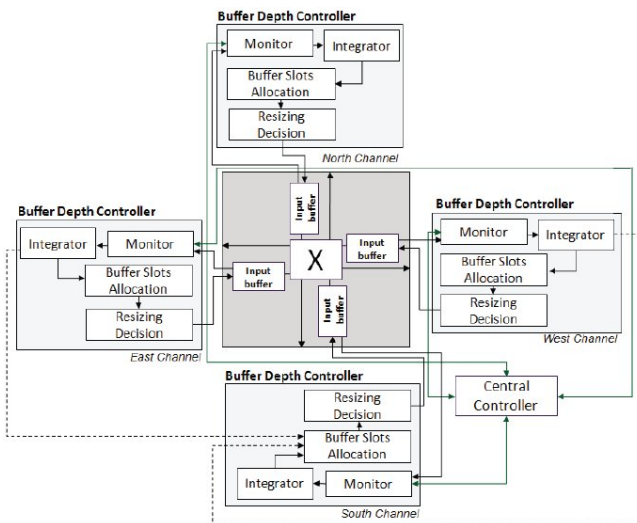 Buffer Depth Controller
Monitor
Integrator
Buffer Slots
Allocation
Resizing
Decision
North Channel
Buffer Depth Controller
Integrator
Monitor
Buffer Slots
Allocation
Resizing
Decision
East Channel
Input
buffer
Input
buffer
X
Input
buffer
Input
buffer
Buffer Depth Controller
Monitor
Integrator
Buffer Slots
Allocation
Resizing
Decision
West Channel
Buffer Depth Controller
Resizing
Decision
Buffer Slots
Allocation
Integrator
Monitor
South Channel
Central
Controller